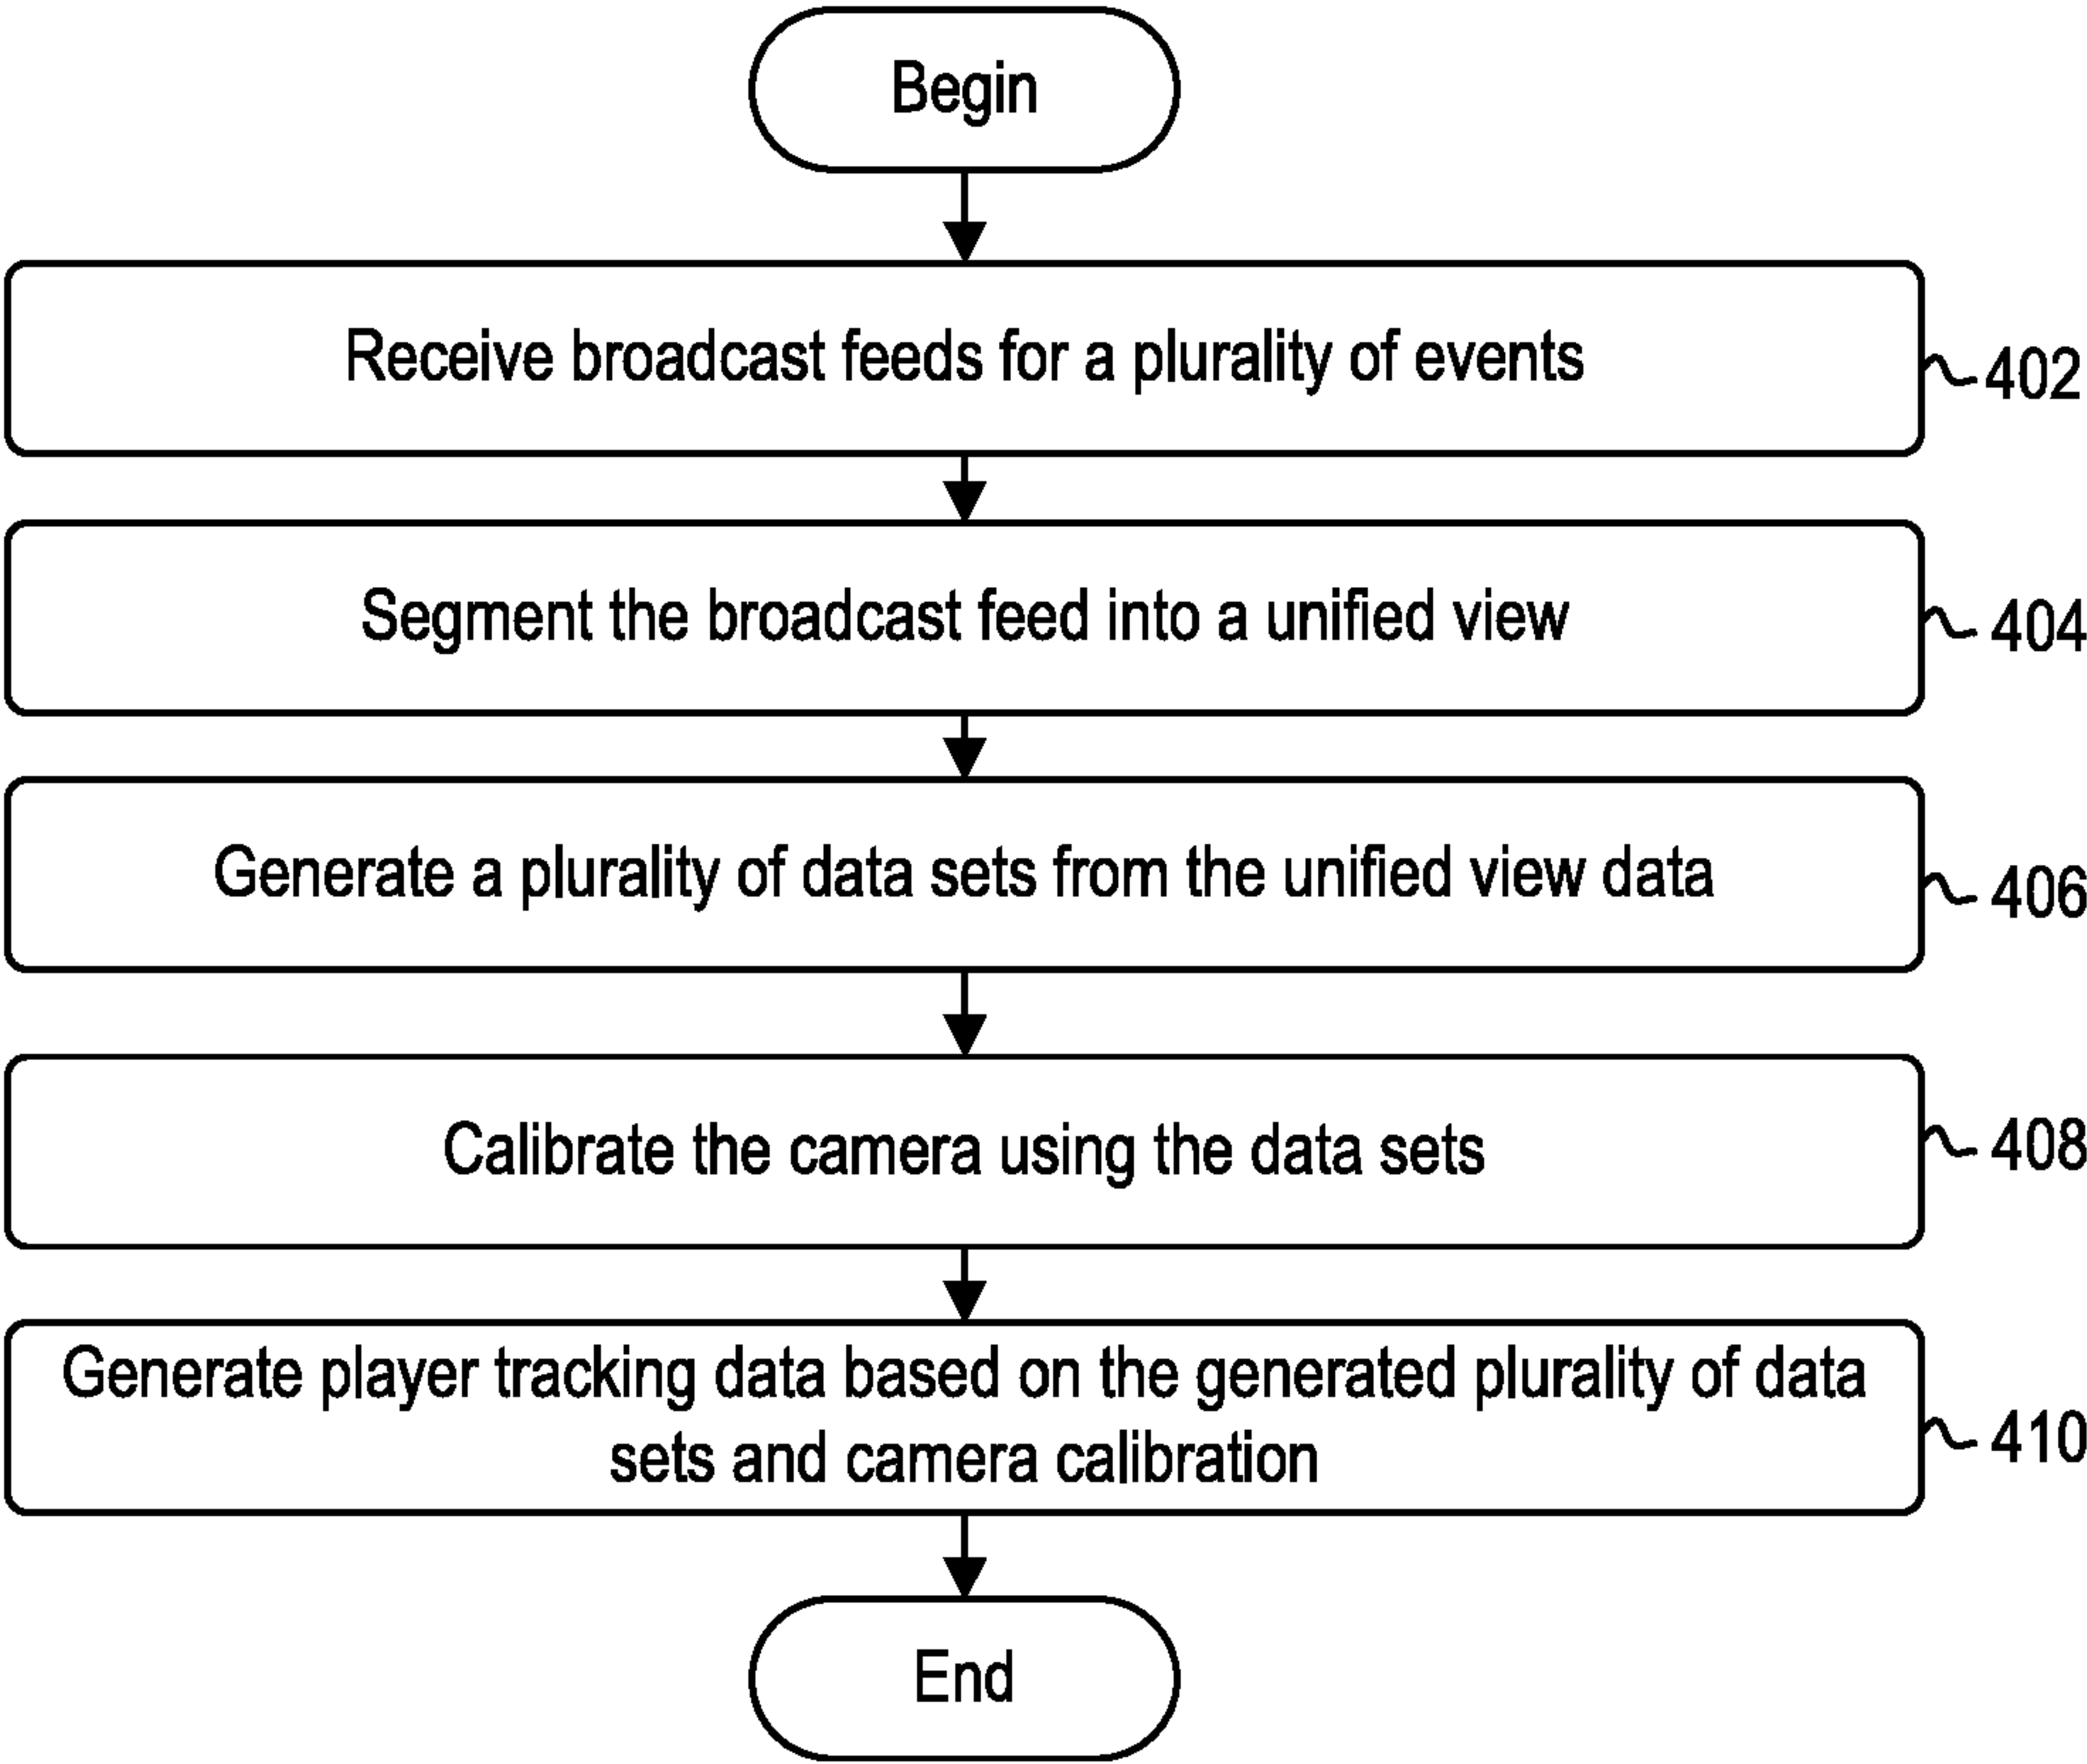 Begin
Receive broadcast feeds for a plurality of events
402
Segment the broadcast feed into a unified view
404
Generate a plurality of data sets from the unified view data
406
Calibrate the camera using the data sets
408
Generate player tracking data based on the generated plurality of data
sets and camera calibration
410
End